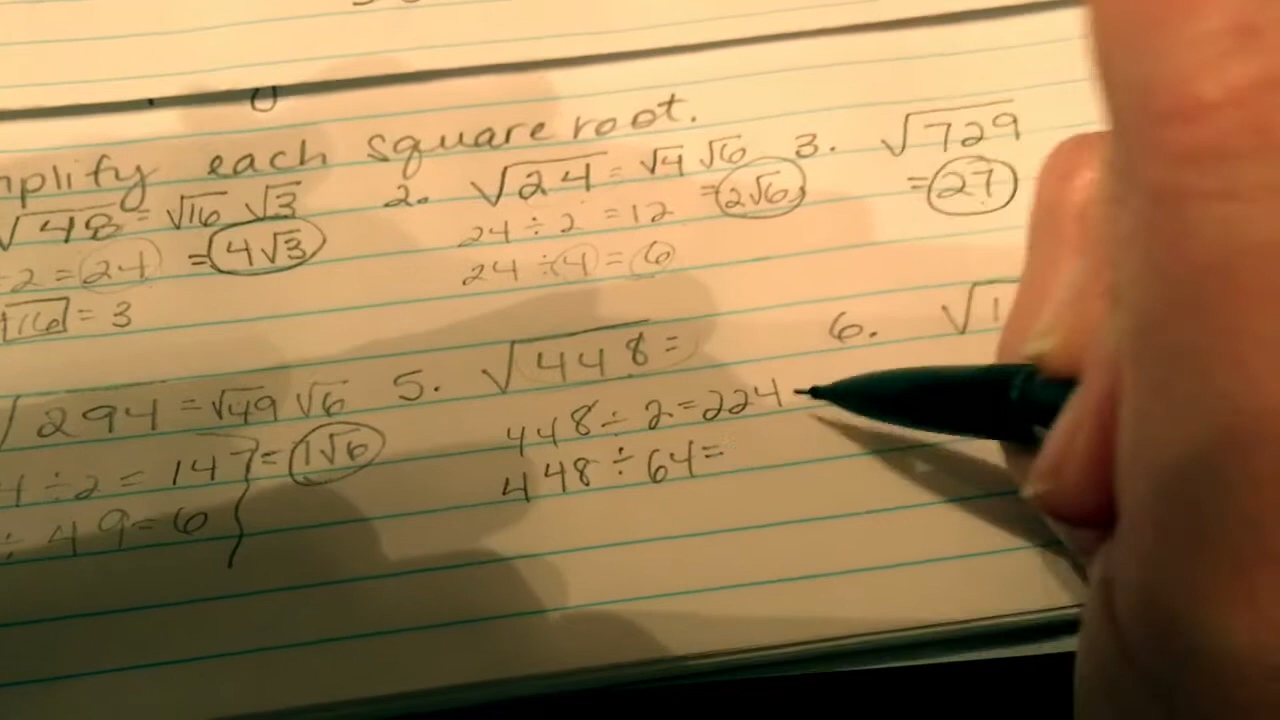 mplify each square root.
√48 = √16 √3
÷2 = 24 = 4√3
√16 = 3
2. √24 = √4 √6
= 2√6
24 ÷ 2 = 12
24 ÷ 4 = 6
3. √729
= 27
√294 = √49 √6
4 ÷ 2 = 147 = 1√6
÷ 49 = 6
5. √448 =
448 ÷ 2 = 224
448 ÷ 64 =
6. √1